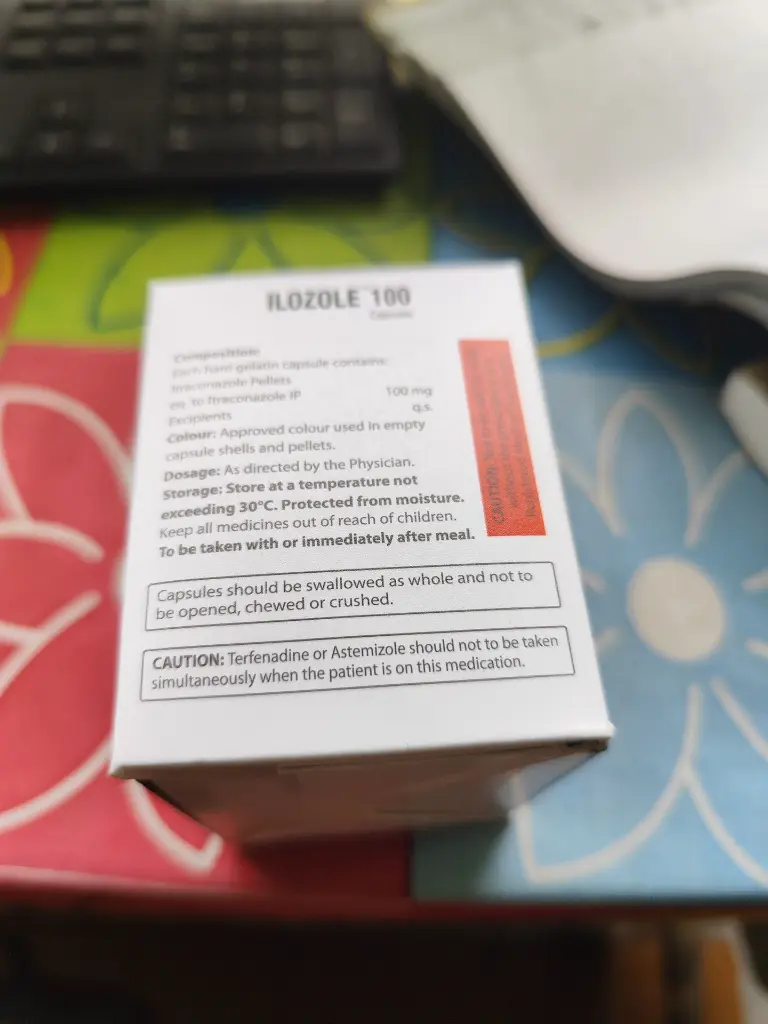 ILOZOLE 100
Capsules
Composition
Each hard gelatin capsule contains:
Itraconazole Pellets
eq. to Itraconazole IP 100 mg
Excipients q.s.
Colour: Approved colour used in empty
capsule shells and pellets.
Dosage: As directed by the Physician.
Storage: Store at a temperature not
exceeding 30°C. Protected from moisture.
Keep all medicines out of reach of children.
To be taken with or immediately after meal.
Capsules should be swallowed as whole and not to
be opened, chewed or crushed.
CAUTION: Terfenadine or Astemizole should not to be taken
simultaneously when the patient is on this medication.
CAUTION: